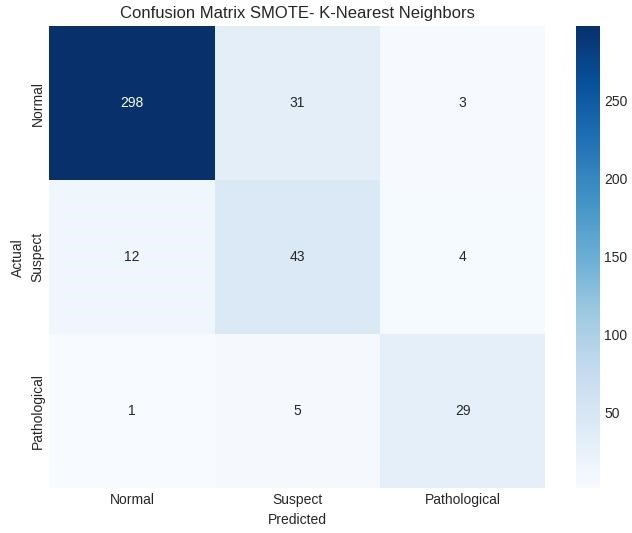 Confusion Matrix SMOTE- K-Nearest Neighbors
Normal
298 31 3
Actual
Suspect
12 43 4
Pathological
1 5 29
Normal Suspect Pathological
Predicted
250
200
150
100
50